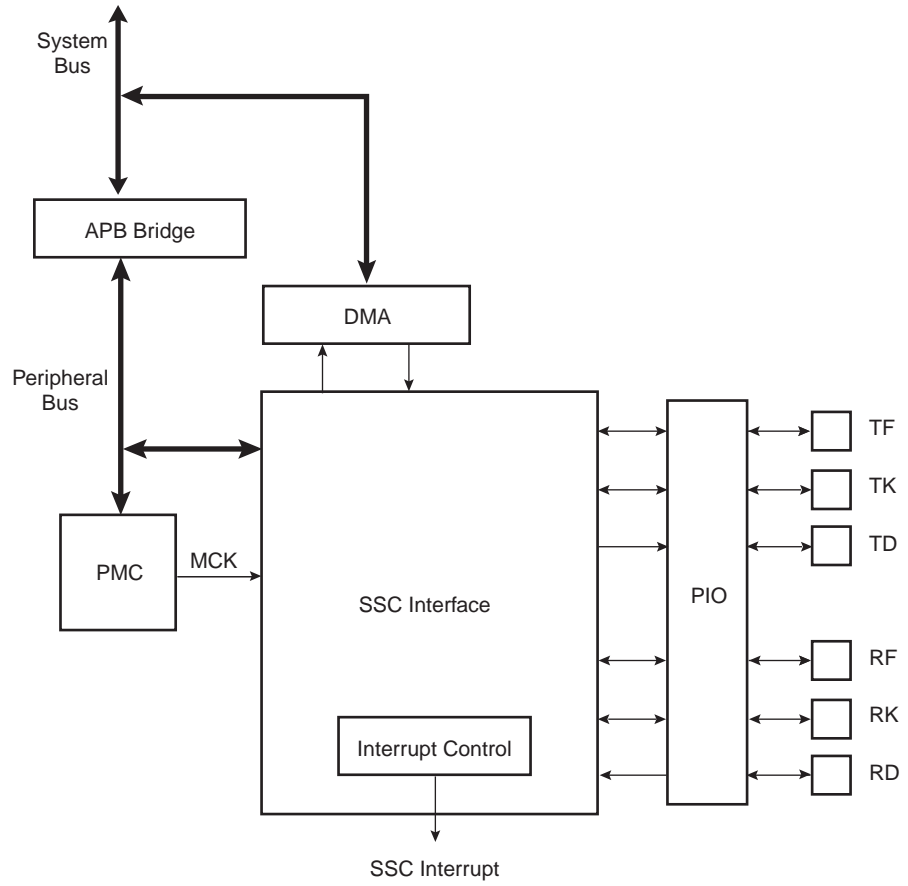 System
Bus
APB Bridge
DMA
Peripheral
Bus
PMC
MCK
SSC Interface
Interrupt Control
SSC Interrupt
PIO
TF
TK
TD
RF
RK
RD